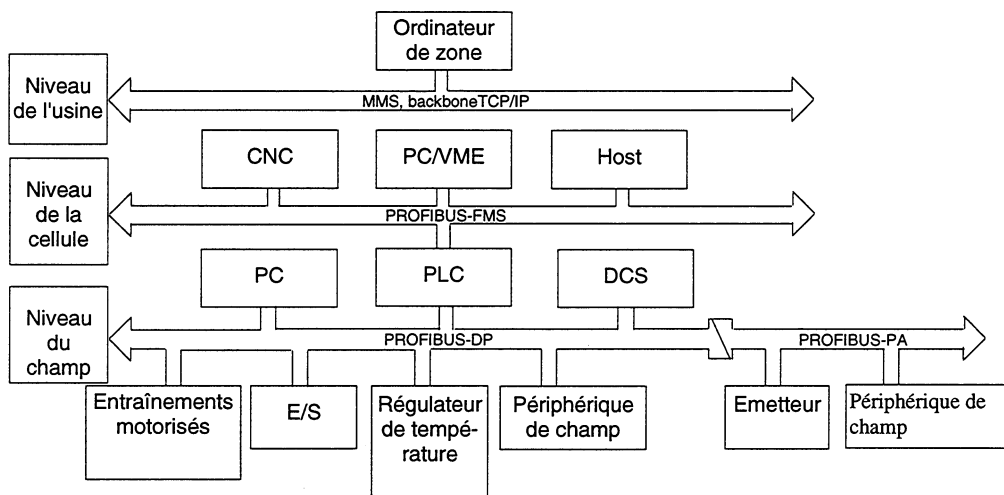 Ordinateur
de zone
Niveau
de l'usine
MMS, backboneTCP/IP
CNC
PC/VME
Host
Niveau
de la
cellule
PROFIBUS-FMS
PC
PLC
DCS
Niveau
du
champ
PROFIBUS-DP
PROFIBUS-PA
Entraînements
motorisés
E/S
Régulateur
de tempé-
rature
Périphérique
de champ
Emetteur
Périphérique de
champ